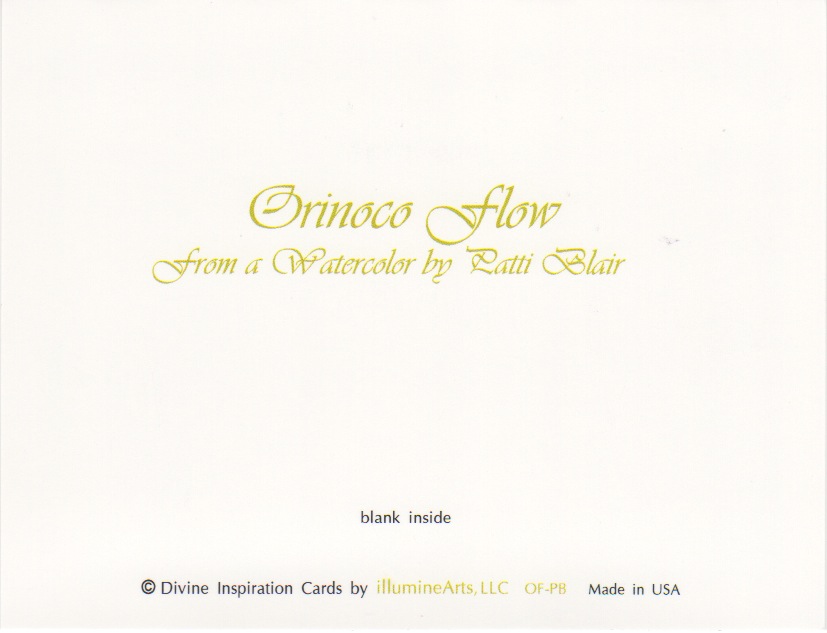 Orinoco Flow
From a Watercolor by Patti Blair
blank inside
© Divine Inspiration Cards by illumineArts, LLC OF-PB Made in USA